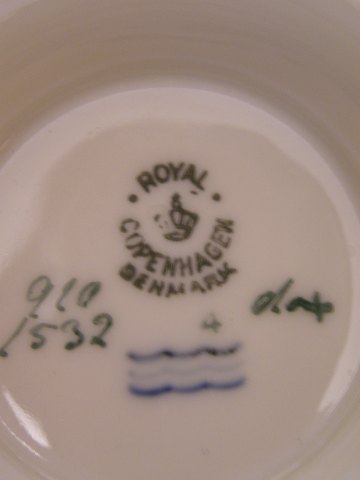 ROYAL
COPENHAGEN
DENMARK
910
1532